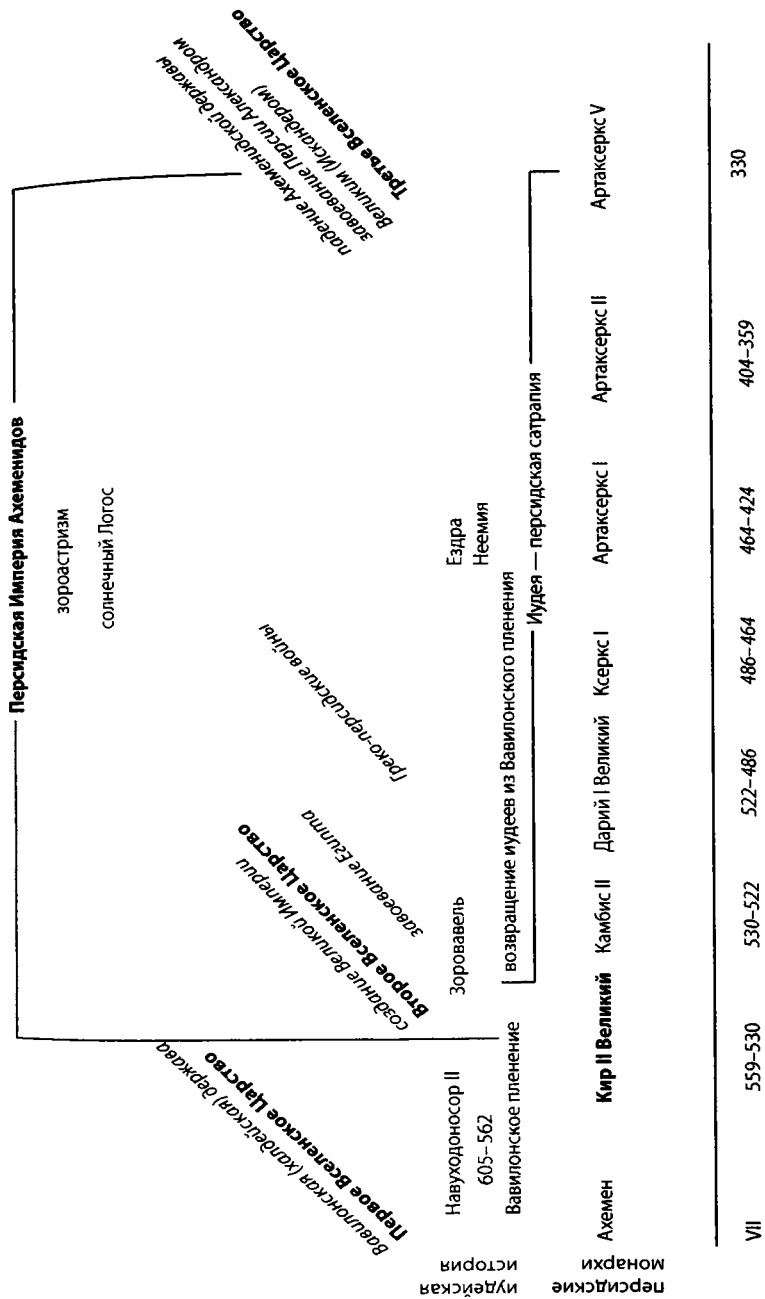 Персидская Империя Ахеменидов
зороастризм
солнечный Логос
Вавилонская (халдейская) держава
Первое Вселенское Царство
создание Великой Империи
Второе Вселенское Царство
завоевание Египта
Греко-персидские войны
падение Ахеменидской державы
завоевание Персии Александром
Великим (Искандером)
Третье Вселенское Царство
иудейская
история
Навуходоносор II
605–562
Вавилонское пленение
Зоровавель
возвращение иудеев из Вавилонского пленения
Ездра
Неемия
Иудея — персидская сатрапия
персидские
монархи
Ахемен
Кир II Великий
Камбис II
Дарий I Великий
Ксеркс I
Артаксеркс I
Артаксеркс II
Артаксеркс V
VII
559–530
530–522
522–486
486–464
464–424
404–359
330